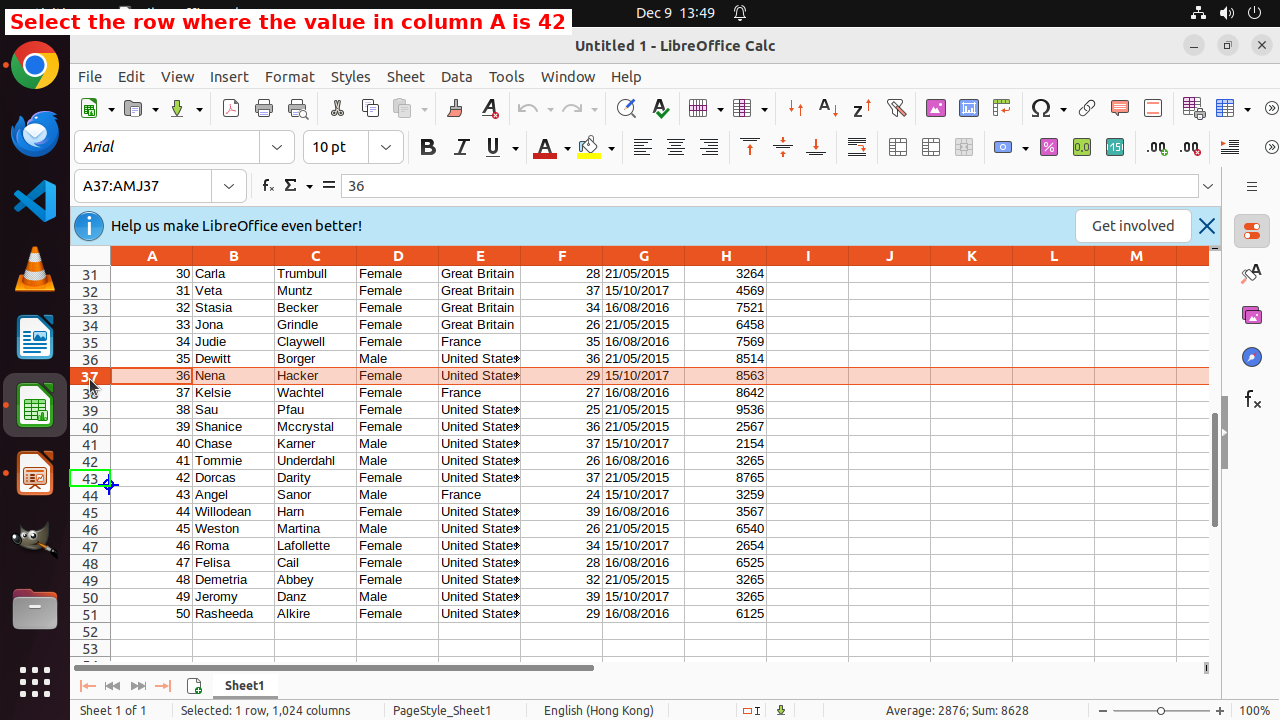 Select the row where the value in column A is 42
Dec 9 13:49
Untitled 1 - LibreOffice Calc
File Edit View Insert Format Styles Sheet Data Tools Window Help
Arial 10 pt
A37:AMJ37 36
Help us make LibreOffice even better! Get involved
A B C D E F G H I J K L M
31 30 Carla Trumbull Female Great Britain 28 21/05/2015 3264
32 31 Veta Muntz Female Great Britain 37 15/10/2017 4569
33 32 Stasia Becker Female Great Britain 34 16/08/2016 7521
34 33 Jona Grindle Female Great Britain 26 21/05/2015 6458
35 34 Judie Claywell Female France 35 16/08/2016 7569
36 35 Dewitt Borger Male United States 36 21/05/2015 8514
37 36 Nena Hacker Female United States 29 15/10/2017 8563
38 37 Kelsie Wachtel Female France 27 16/08/2016 8642
39 38 Sau Pfau Female United States 25 21/05/2015 9536
40 39 Shanice Mccrystal Female United States 36 21/05/2015 2567
41 40 Chase Karner Male United States 37 15/10/2017 2154
42 41 Tommie Underdahl Male United States 26 16/08/2016 3265
43 42 Dorcas Darity Female United States 37 21/05/2015 8765
44 43 Angel Sanor Male France 24 15/10/2017 3259
45 44 Willodean Harn Female United States 39 16/08/2016 3567
46 45 Weston Martina Male United States 26 21/05/2015 6540
47 46 Roma Lafollette Female United States 34 15/10/2017 2654
48 47 Felisa Cail Female United States 28 16/08/2016 6525
49 48 Demetria Abbey Female United States 32 21/05/2015 3265
50 49 Jeromy Danz Male United States 39 15/10/2017 3265
51 50 Rasheeda Alkire Female United States 29 16/08/2016 6125
52
53
Sheet1
Sheet 1 of 1 Selected: 1 row, 1,024 columns PageStyle_Sheet1 English (Hong Kong) Average: 2876; Sum: 8628 100%